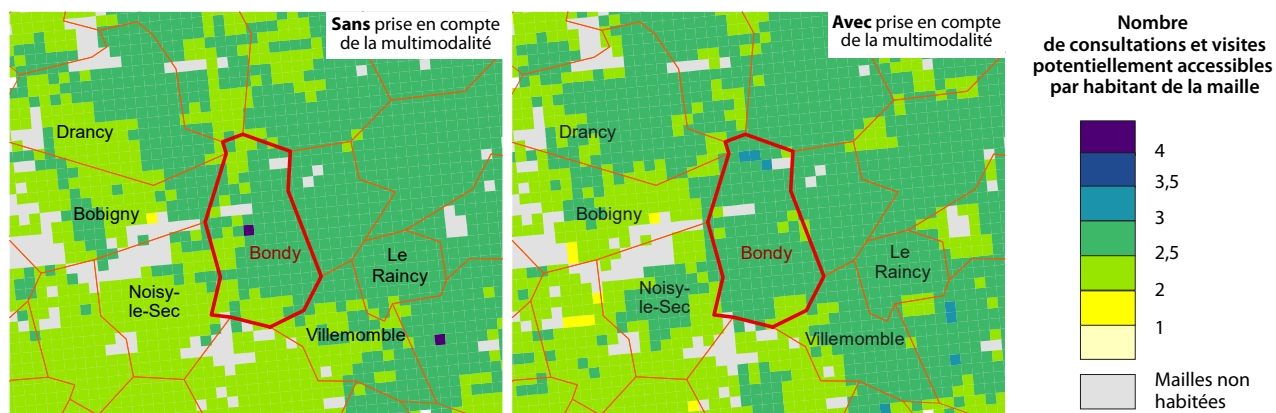 Sans prise en compte
de la multimodalité
Drancy
Bobigny
Bondy
Le
Raincy
Noisy-
le-Sec
Villemomble
Avec prise en compte
de la multimodalité
Drancy
Bobigny
Bondy
Le
Raincy
Noisy-
le-Sec
Villemomble
Nombre
de consultations et visites
potentiellement accessibles
par habitant de la maille
4
3,5
3
2,5
2
1
Mailles non
habitées